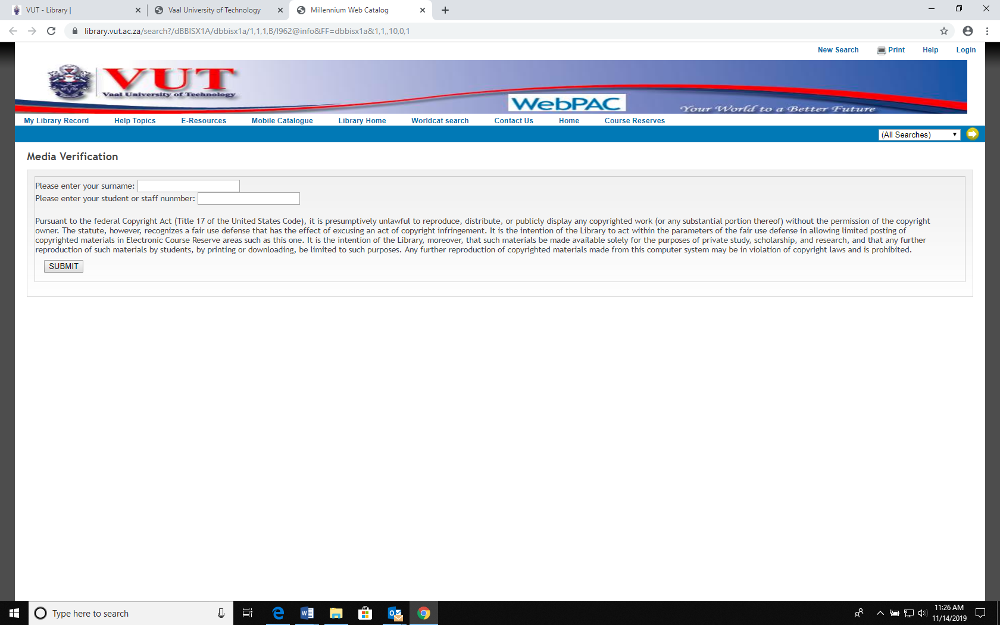 VUT - Library |
Vaal University of Technology
Millennium Web Catalog
library.vut.ac.za/search?/dBBISX1A/dbbisx1a/1,1,1,B/l962@info&FF=dbbisx1a&1,1,,10,0,1
New Search Print Help Login
VUT
Vaal University of Technology
WebPAC
Your World to a Better Future
My Library Record Help Topics E-Resources Mobile Catalogue Library Home Worldcat search Contact Us Home Course Reserves
(All Searches)
Media Verification
Please enter your surname:
Please enter your student or staff nunmber:
Pursuant to the federal Copyright Act (Title 17 of the United States Code), it is presumptively unlawful to reproduce, distribute, or publicly display any copyrighted work (or any substantial portion thereof) without the permission of the copyright
owner. The statute, however, recognizes a fair use defense that has the effect of excusing an act of copyright infringement. It is the intention of the Library to act within the parameters of the fair use defense in allowing limited posting of
copyrighted materials in Electronic Course Reserve areas such as this one. It is the intention of the Library, moreover, that such materials be made available solely for the purposes of private study, scholarship, and research, and that any further
reproduction of such materials by students, by printing or downloading, be limited to such purposes. Any further reproduction of copyrighted materials made from this computer system may be in violation of copyright laws and is prohibited.
SUBMIT
Type here to search
11:26 AM
11/14/2019